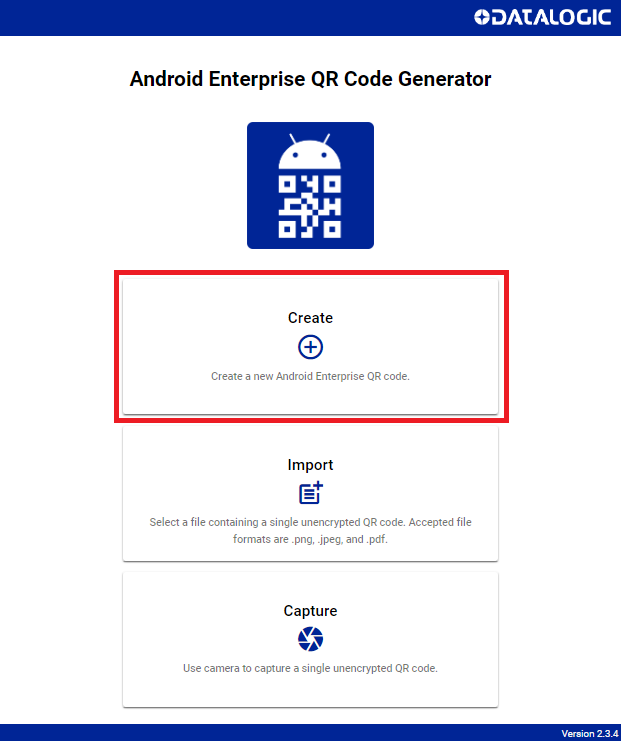 DATALOGIC
Android Enterprise QR Code Generator
Create
Create a new Android Enterprise QR code.
Import
Select a file containing a single unencrypted QR code. Accepted file
formats are .png, .jpeg, and .pdf.
Capture
Use camera to capture a single unencrypted QR code.
Version 2.3.4